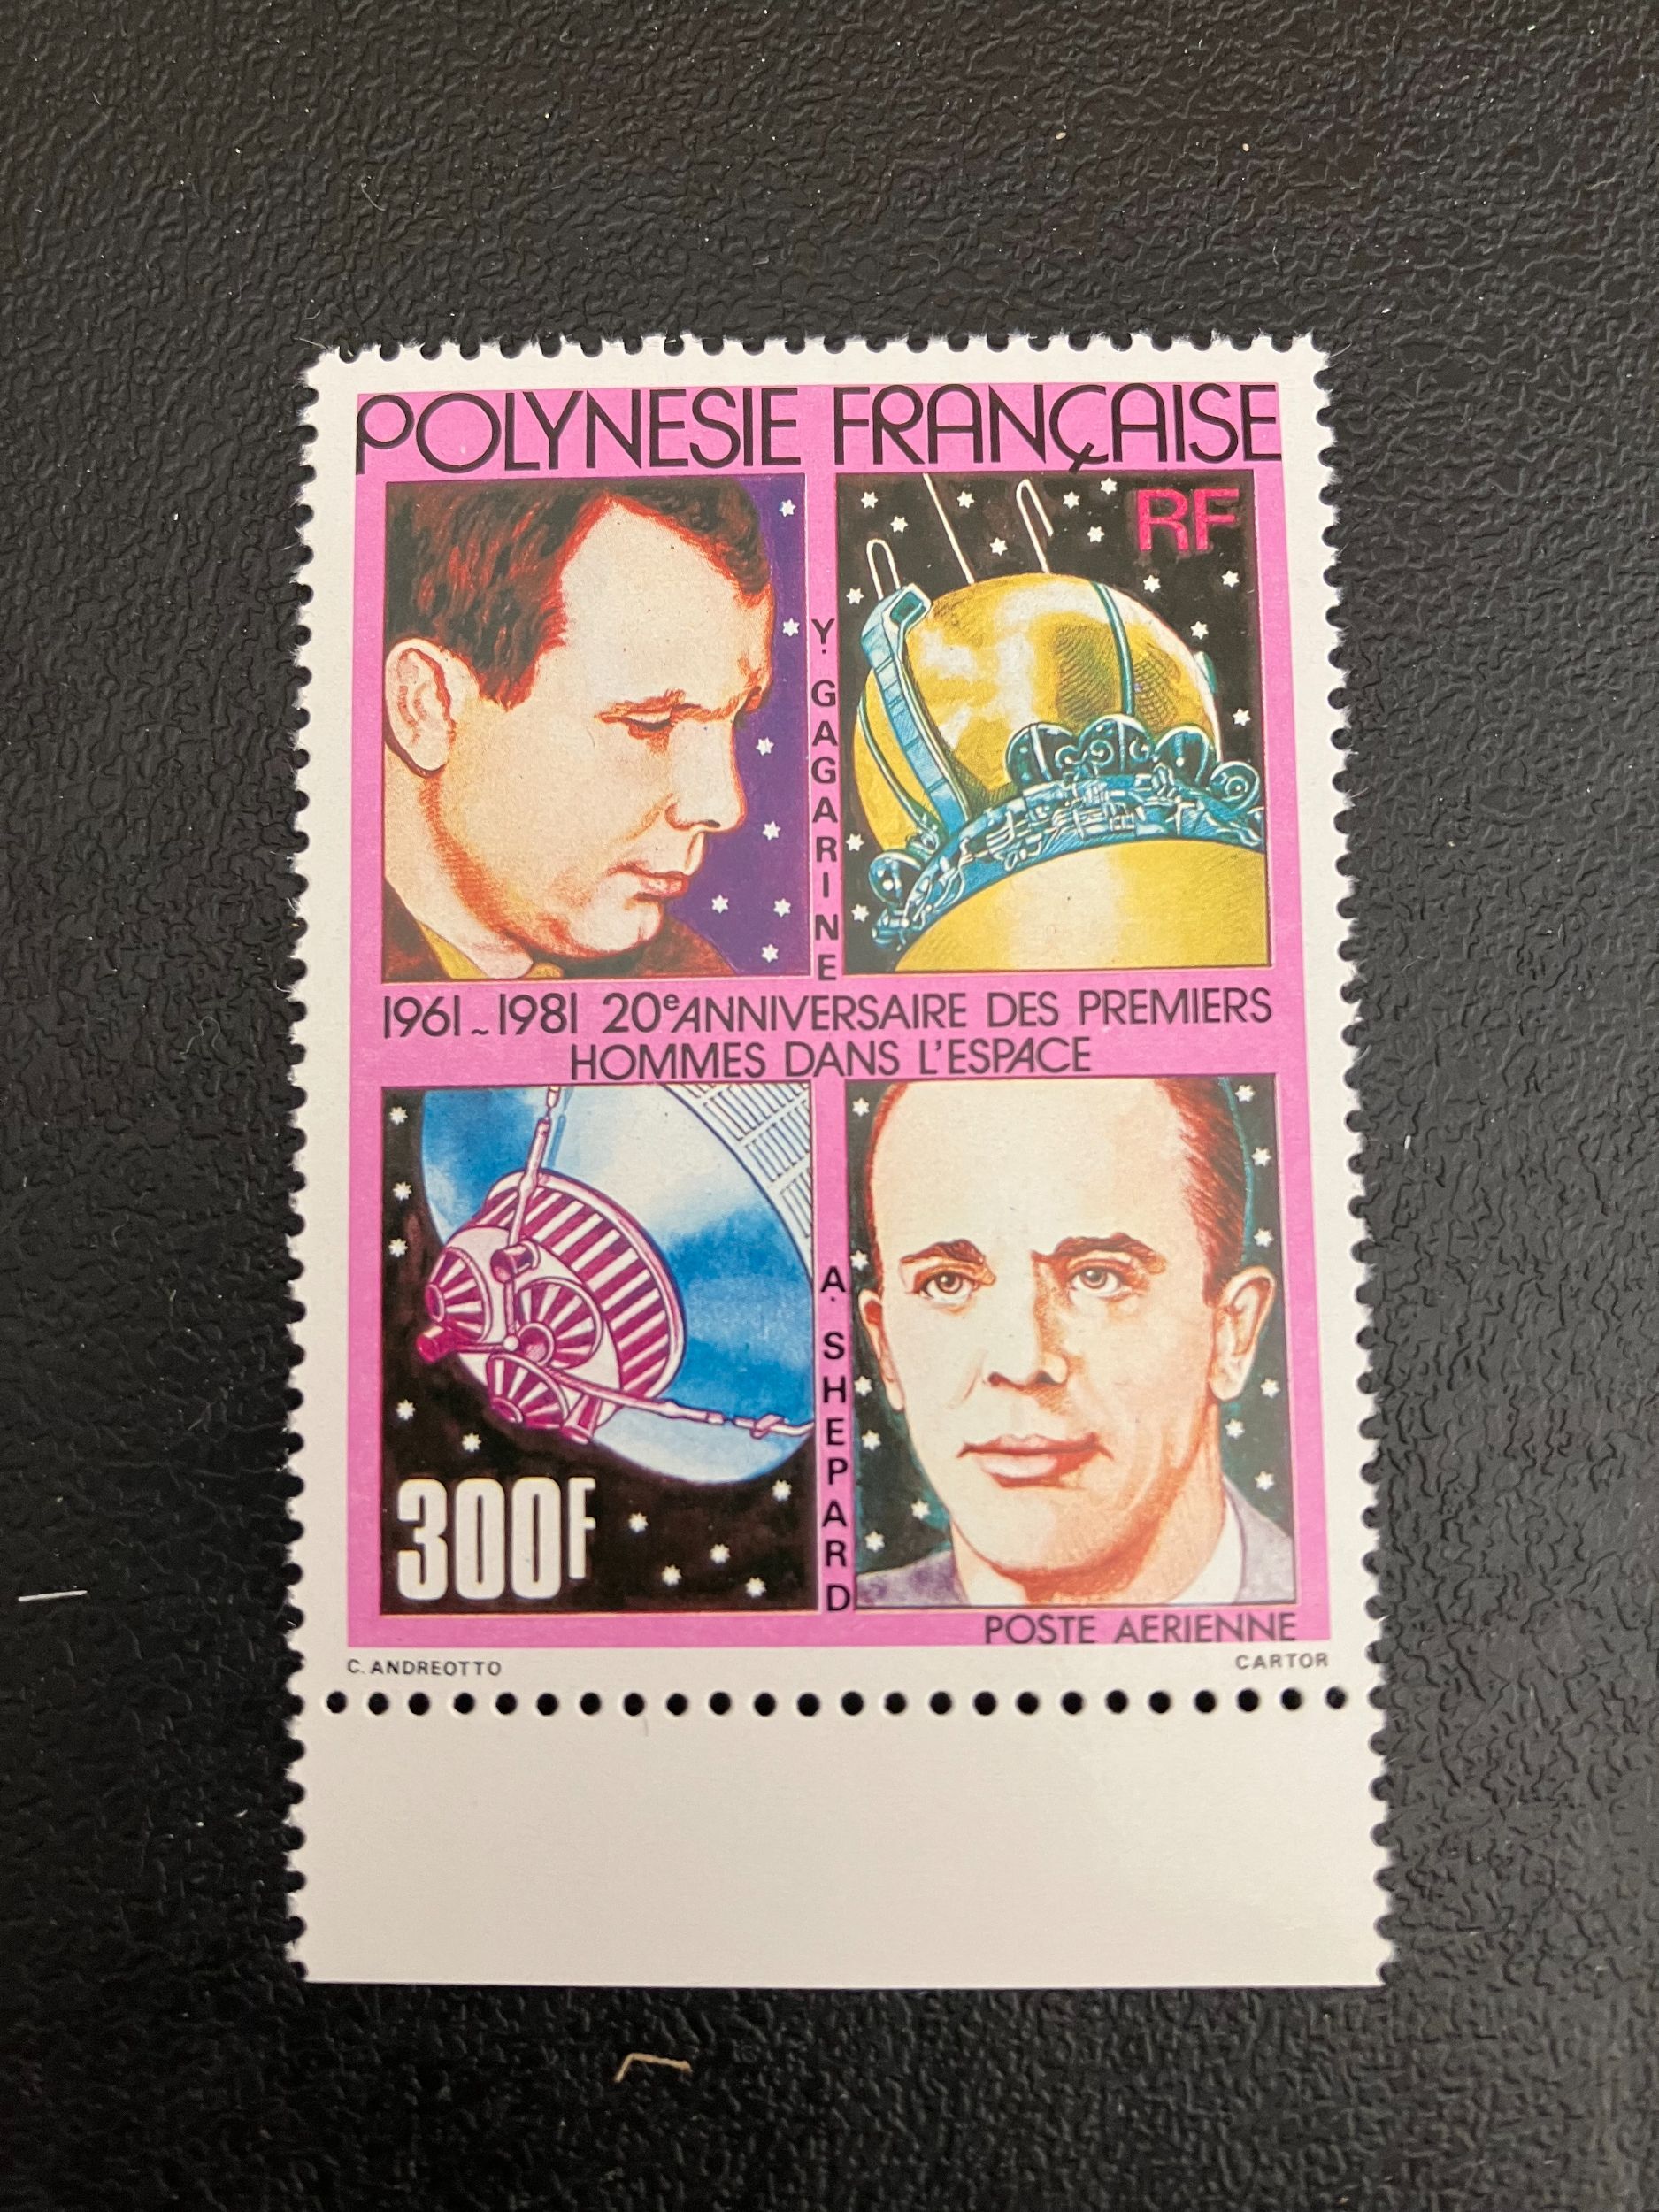 POLYNESIE FRANÇAISE
RF
Y. GAGARINE
1961~1981 20e ANNIVERSAIRE DES PREMIERS
HOMMES DANS L'ESPACE
A. SHEPARD
300F
POSTE AERIENNE
C. ANDREOTTO
CARTOR